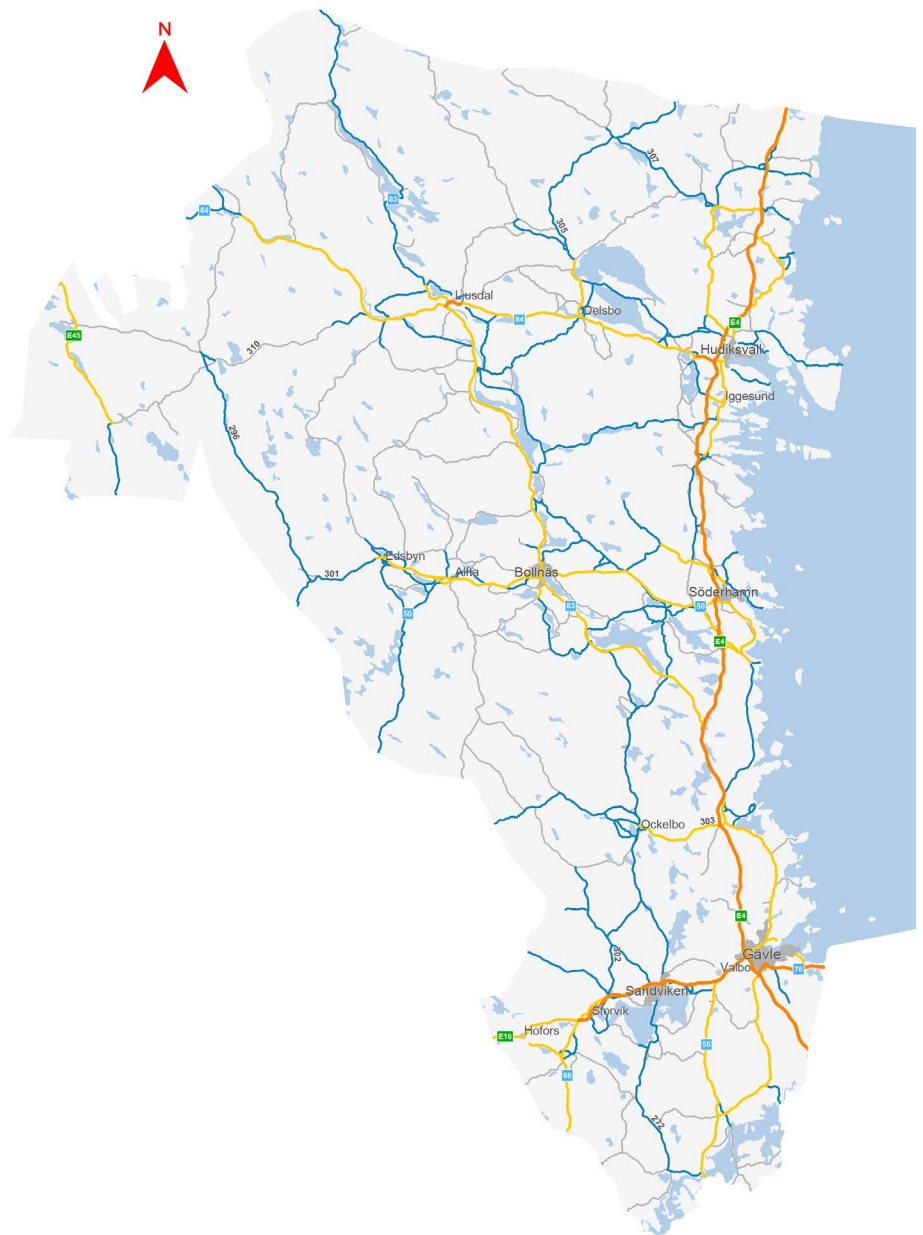 N
307
83
84
305
Ljusdal
Delsbo
84
E4
E45
310
Hudiksvall
Iggesund
296
Edsbyn
301
Alfta
Bollnäs
Söderhamn
50
83
50
E4
Ockelbo
303
E4
Gävle
302
Valbo
76
Sandviken
Storvik
Hofors
E16
56
68
272